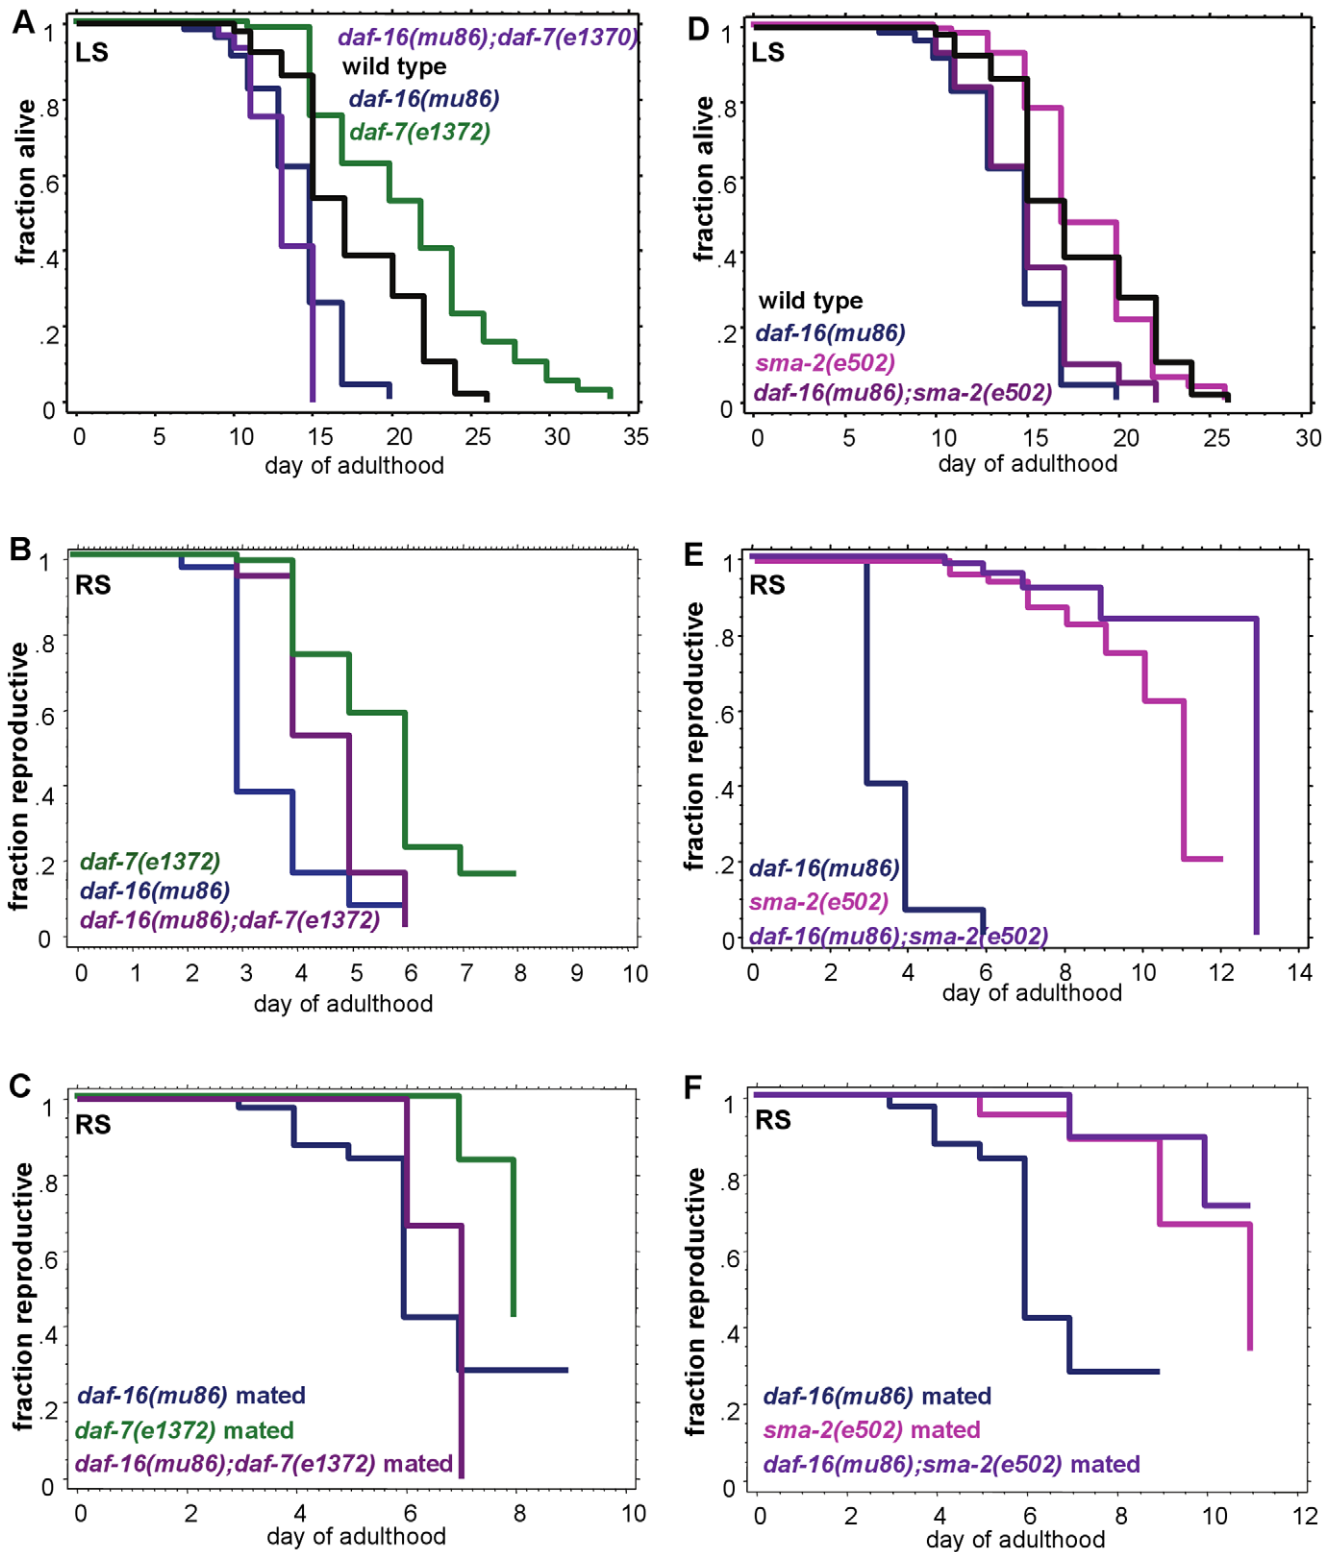 A
LS
daf-16(mu86);daf-7(e1370)
wild type
daf-16(mu86)
daf-7(e1372)
fraction alive
1
.8
.6
.4
.2
0
0 5 10 15 20 25 30 35
day of adulthood
D
LS
wild type
daf-16(mu86)
sma-2(e502)
daf-16(mu86);sma-2(e502)
fraction alive
1
.8
.6
.4
.2
0
0 5 10 15 20 25 30
day of adulthood
B
RS
daf-7(e1372)
daf-16(mu86)
daf-16(mu86);daf-7(e1372)
fraction reproductive
1
.8
.6
.4
.2
0
0 1 2 3 4 5 6 7 8 9 10
day of adulthood
E
RS
daf-16(mu86)
sma-2(e502)
daf-16(mu86);sma-2(e502)
fraction reproductive
1
.8
.6
.4
.2
0
0 2 4 6 8 10 12 14
day of adulthood
C
RS
daf-16(mu86) mated
daf-7(e1372) mated
daf-16(mu86);daf-7(e1372) mated
fraction reproductive
1
.8
.6
.4
.2
0
0 2 4 6 8 10
day of adulthood
F
RS
daf-16(mu86) mated
sma-2(e502) mated
daf-16(mu86);sma-2(e502) mated
fraction reproductive
1
.8
.6
.4
.2
0
0 2 4 6 8 10 12
day of adulthood